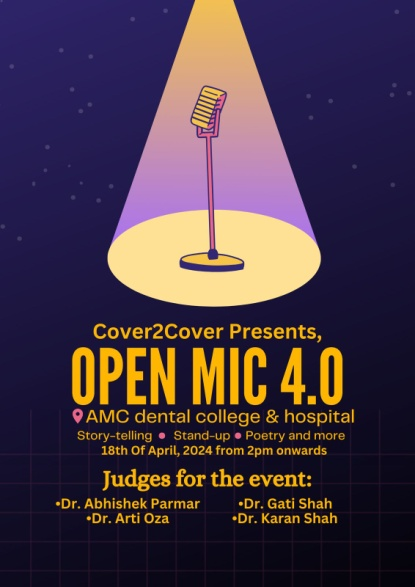 Cover2Cover Presents,
OPEN MIC 4.0
AMC dental college & hospital
Story-telling • Stand-up • Poetry and more
18th Of April, 2024 from 2pm onwards
Judges for the event:
•Dr. Abhishek Parmar •Dr. Gati Shah
•Dr. Arti Oza •Dr. Karan Shah